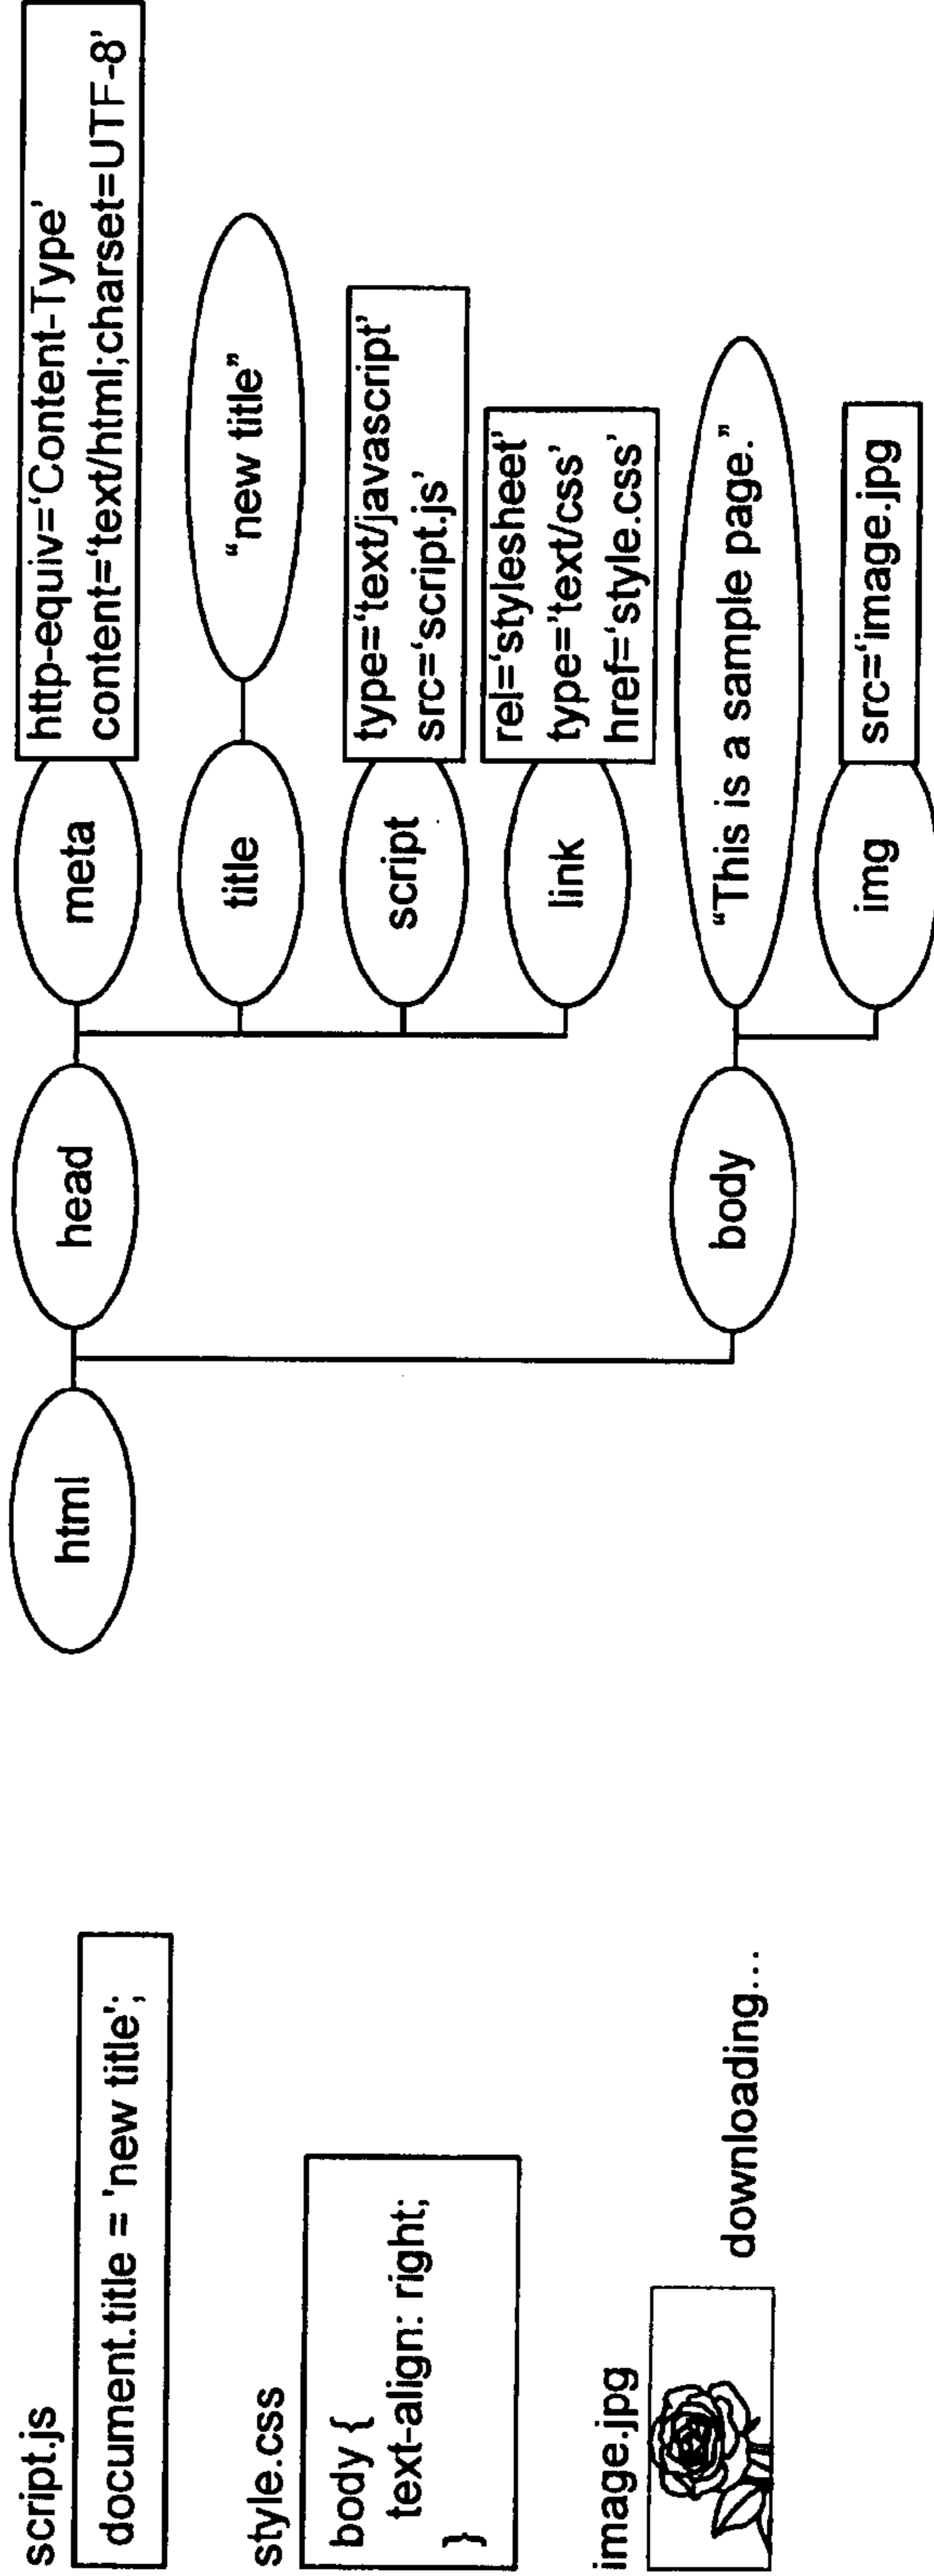 script.js
document.title = 'new title';
style.css
body {
text-align: right;
}
image.jpg
downloading...
html
head
meta
http-equiv=‘Content-Type’
content=‘text/html;charset=UTF-8’
title
“new title”
script
type=‘text/javascript’
src=‘script.js’
link
rel=‘stylesheet’
type=’text/css’
href=‘style.css’
body
“This is a sample page.”
img
src=‘image.jpg